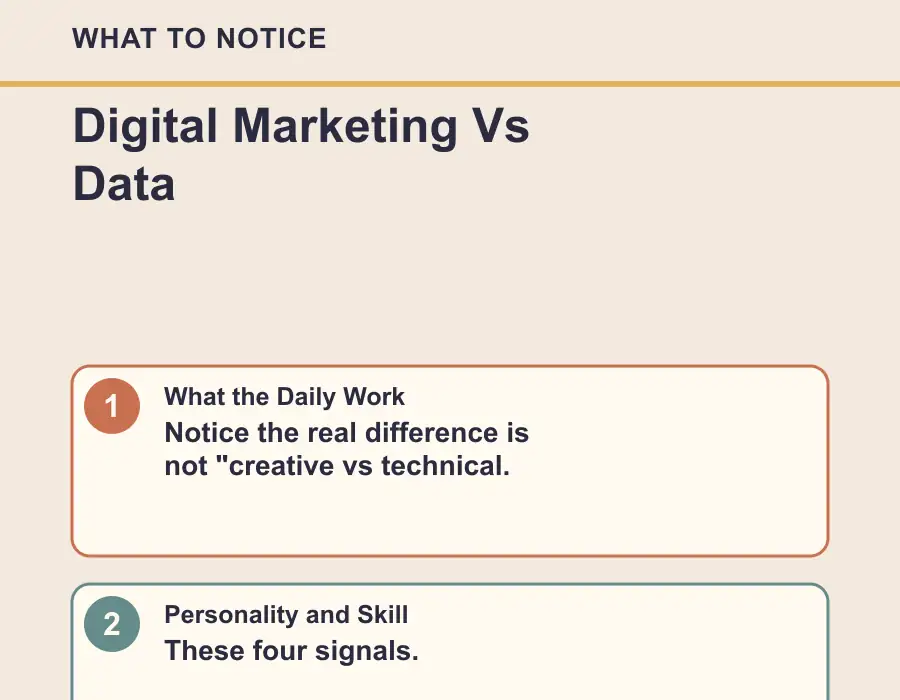 WHAT TO NOTICE
Digital Marketing Vs
Data
1
What the Daily Work
Notice the real difference is
not "creative vs technical.
2
Personality and Skill
These four signals.